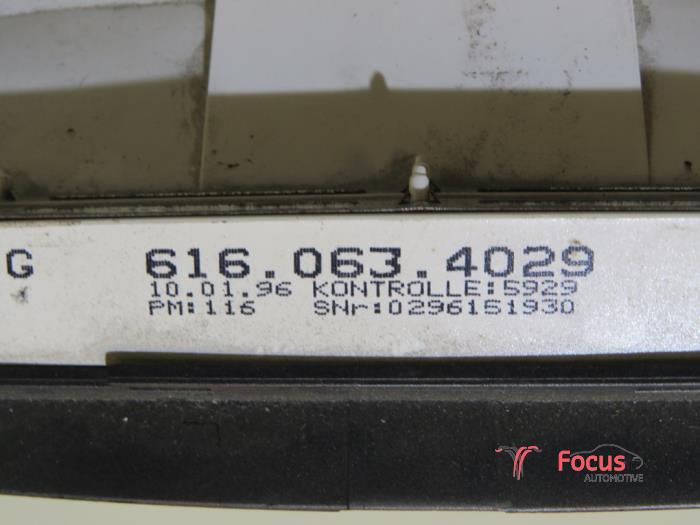 G 616.063.4029
10.01.96 KONTROLLE:5929
PM:116 SNr:0296151930
Focus
AUTOMOTIVE